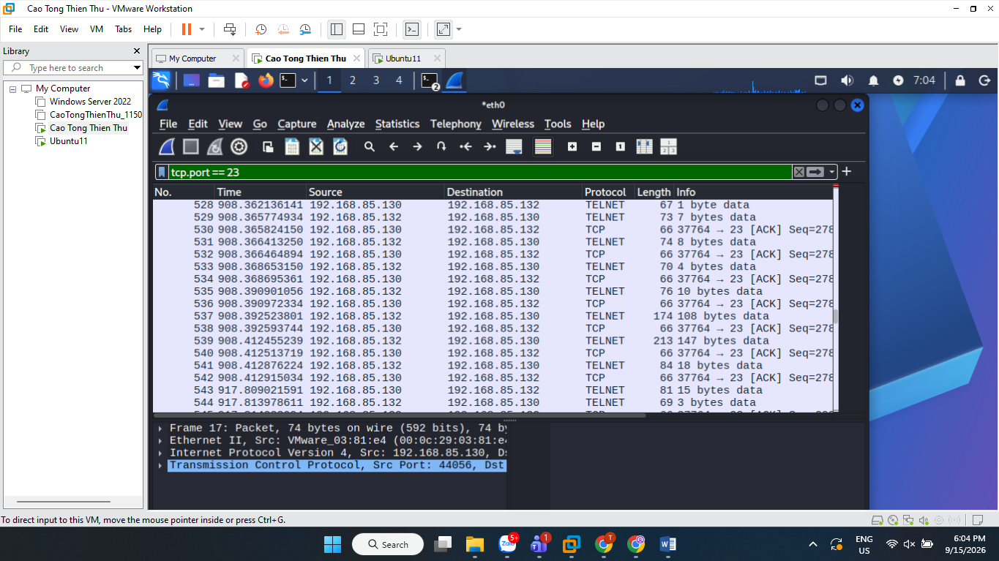 Cao Tong Thien Thu - VMware Workstation
File Edit View VM Tabs Help
Library
Type here to search
My Computer
Windows Server 2022
CaoTongThienThu_1150
Cao Tong Thien Thu
Ubuntu11
My Computer Cao Tong Thien Thu Ubuntu11
1 2 3 4 2 7:04
*eth0
File Edit View Go Capture Analyze Statistics Telephony Wireless Tools Help
tcp.port == 23
No. Time Source Destination Protocol Length Info
528 908.362136141 192.168.85.130 192.168.85.132 TELNET 67 1 byte data
529 908.365774934 192.168.85.132 192.168.85.130 TELNET 73 7 bytes data
530 908.365824150 192.168.85.130 192.168.85.132 TCP 66 37764 → 23 [ACK] Seq=278
531 908.366413250 192.168.85.132 192.168.85.130 TELNET 74 8 bytes data
532 908.366464894 192.168.85.130 192.168.85.132 TCP 66 37764 → 23 [ACK] Seq=278
533 908.368653150 192.168.85.132 192.168.85.130 TELNET 70 4 bytes data
534 908.368695361 192.168.85.130 192.168.85.132 TCP 66 37764 → 23 [ACK] Seq=278
535 908.390901056 192.168.85.132 192.168.85.130 TELNET 76 10 bytes data
536 908.390972334 192.168.85.130 192.168.85.132 TCP 66 37764 → 23 [ACK] Seq=278
537 908.392523801 192.168.85.132 192.168.85.130 TELNET 174 108 bytes data
538 908.392593744 192.168.85.130 192.168.85.132 TCP 66 37764 → 23 [ACK] Seq=278
539 908.412455239 192.168.85.132 192.168.85.130 TELNET 213 147 bytes data
540 908.412513719 192.168.85.130 192.168.85.132 TCP 66 37764 → 23 [ACK] Seq=278
541 908.412876224 192.168.85.132 192.168.85.130 TELNET 84 18 bytes data
542 908.412915034 192.168.85.130 192.168.85.132 TCP 66 37764 → 23 [ACK] Seq=278
543 917.809021591 192.168.85.130 192.168.85.132 TELNET 81 15 bytes data
544 917.813978611 192.168.85.132 192.168.85.130 TELNET 69 3 bytes data
Frame 17: Packet, 74 bytes on wire (592 bits), 74 by
Ethernet II, Src: VMware_03:81:e4 (00:0c:29:03:81:e4
Internet Protocol Version 4, Src: 192.168.85.130, Ds
Transmission Control Protocol, Src Port: 44056, Dst
To direct input to this VM, move the mouse pointer inside or press Ctrl+G.
Search
Zalo 5+ 1 T
ENG
US
6:04 PM
9/15/2026